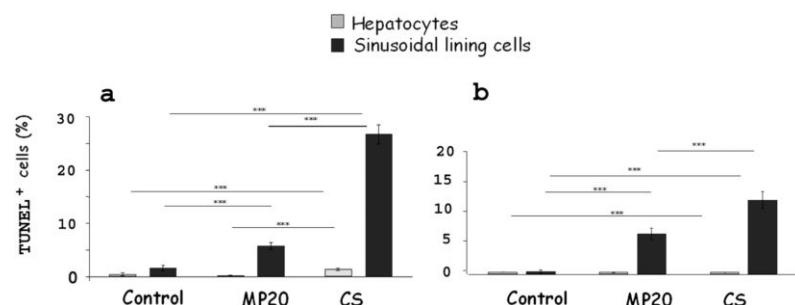 Hepatocytes
Sinusoidal lining cells
a
b
TUNEL+ cells (%)
30
20
10
0
20
15
10
5
0
***
***
***
***
***
***
***
***
***
Control MP20 CS
Control MP20 CS